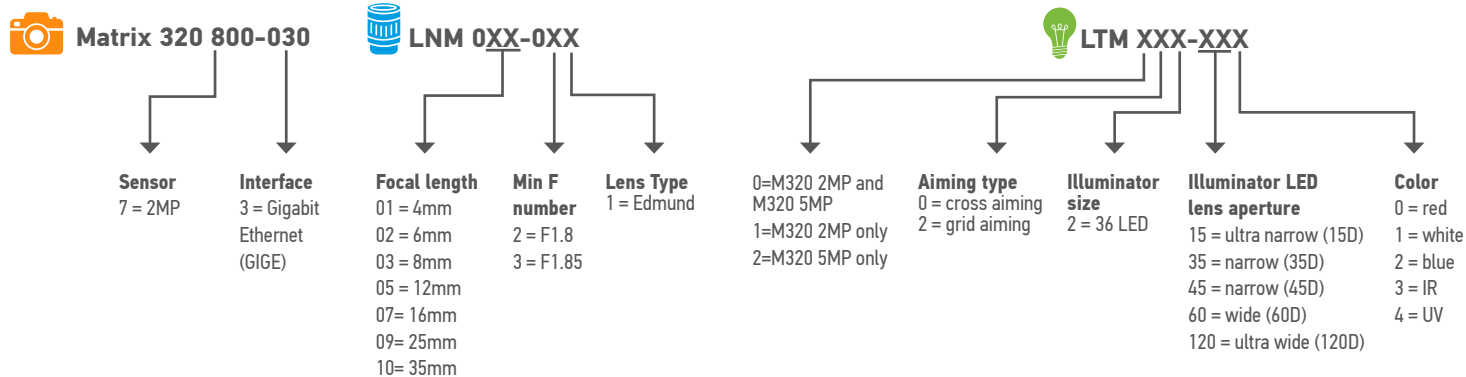 Matrix 320 800-030
LNM 0XX-0XX
LTM XXX-XXX
Sensor
7 = 2MP
Interface
3 = Gigabit
Ethernet
(GIGE)
Focal length
01 = 4mm
02 = 6mm
03 = 8mm
05 = 12mm
07= 16mm
09= 25mm
10= 35mm
Min F
number
2 = F1.8
3 = F1.85
Lens Type
1 = Edmund
0=M320 2MP and
M320 5MP
1=M320 2MP only
2=M320 5MP only
Aiming type
0 = cross aiming
2 = grid aiming
Illuminator
size
2 = 36 LED
Illuminator LED
lens aperture
15 = ultra narrow (15D)
35 = narrow (35D)
45 = narrow (45D)
60 = wide (60D)
120 = ultra wide (120D)
Color
0 = red
1 = white
2 = blue
3 = IR
4 = UV